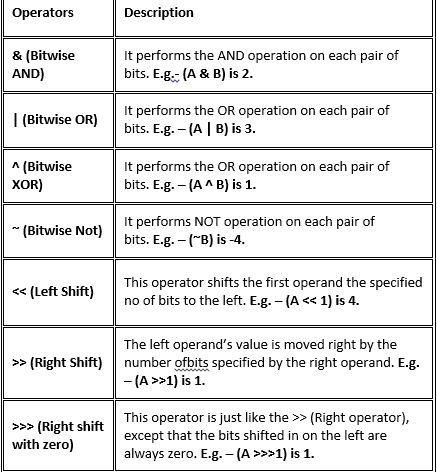 Operators Description
& (Bitwise
AND)
It performs the AND operation on each pair of
bits. E.g.- (A & B) is 2.
| (Bitwise OR)
It performs the OR operation on each pair of
bits. E.g. – (A | B) is 3.
^ (Bitwise
XOR)
It performs the OR operation on each pair of
bits. E.g. – (A ^ B) is 1.
~ (Bitwise Not)
It performs NOT operation on each pair of
bits. E.g. – (~B) is -4.
<< (Left Shift)
This operator shifts the first operand the specified
no of bits to the left. E.g. – (A << 1) is 4.
>> (Right Shift)
The left operand's value is moved right by the
number ofbits specified by the right operand. E.g.
– (A >>1) is 1.
>>> (Right shift
with zero)
This operator is just like the >> (Right operator),
except that the bits shifted in on the left are
always zero. E.g. – (A >>>1) is 1.